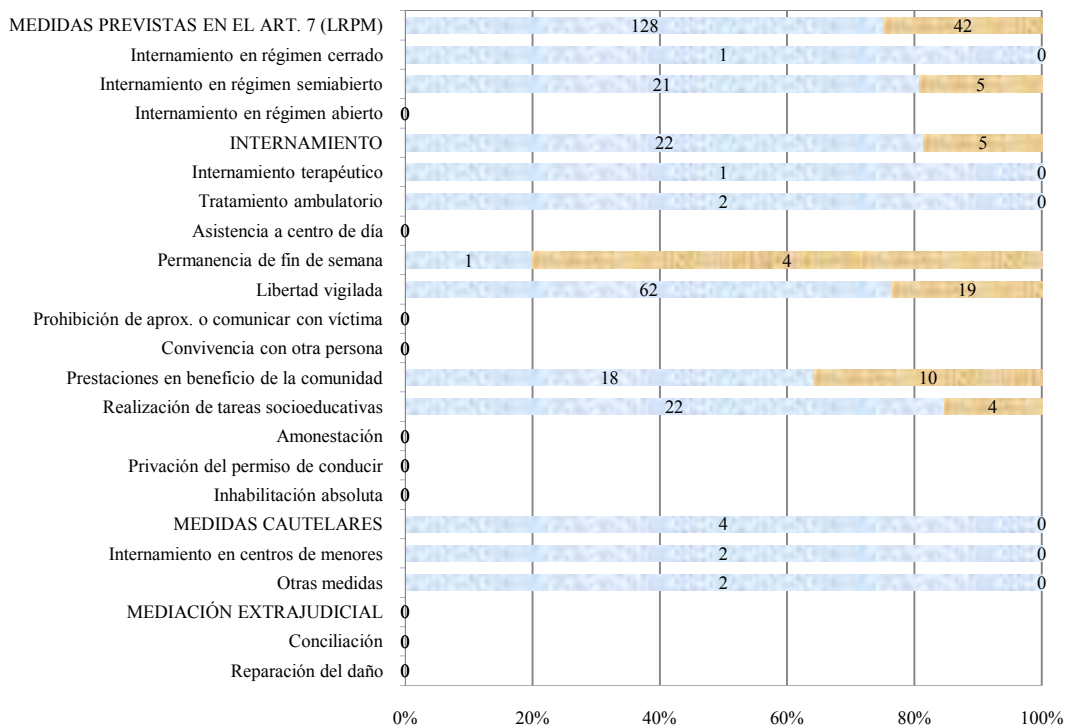 MEDIDAS PREVISTAS EN EL ART. 7 (LRPM) 128 42
Internamiento en régimen cerrado 1 0
Internamiento en régimen semiabierto 21 5
Internamiento en régimen abierto 0
INTERNAMIENTO 22 5
Internamiento terapéutico 1 0
Tratamiento ambulatorio 2 0
Asistencia a centro de día 0
Permanencia de fin de semana 1 4
Libertad vigilada 62 19
Prohibición de aprox. o comunicar con víctima 0
Convivencia con otra persona 0
Prestaciones en beneficio de la comunidad 18 10
Realización de tareas socioeducativas 22 4
Amonestación 0
Privación del permiso de conducir 0
Inhabilitación absoluta 0
MEDIDAS CAUTELARES 4 0
Internamiento en centros de menores 2 0
Otras medidas 2 0
MEDIACIÓN EXTRAJUDICIAL 0
Conciliación 0
Reparación del daño 0
0% 20% 40% 60% 80% 100%